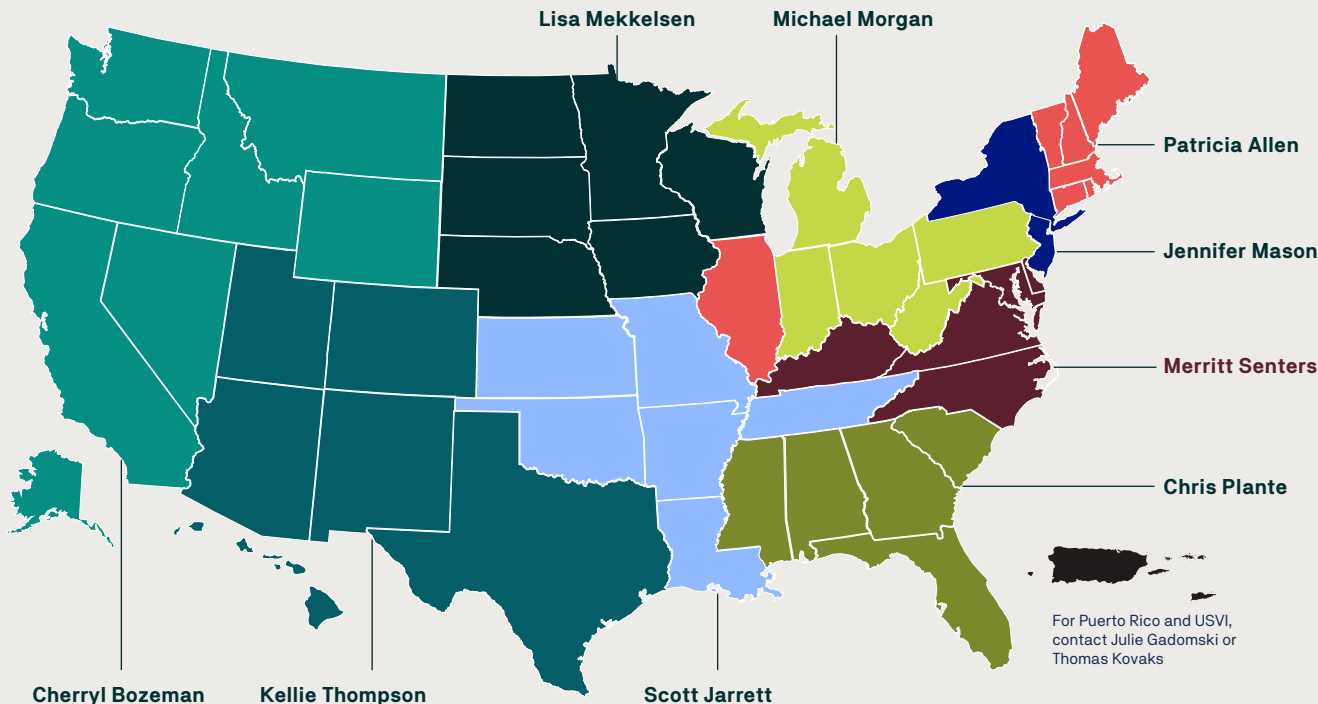 Lisa Mekkelsen
Michael Morgan
Patricia Allen
Jennifer Mason
Merritt Senters
Chris Plante
For Puerto Rico and USVI,
contact Julie Gadomski or
Thomas Kovaks
Cherryl Bozeman
Kellie Thompson
Scott Jarrett